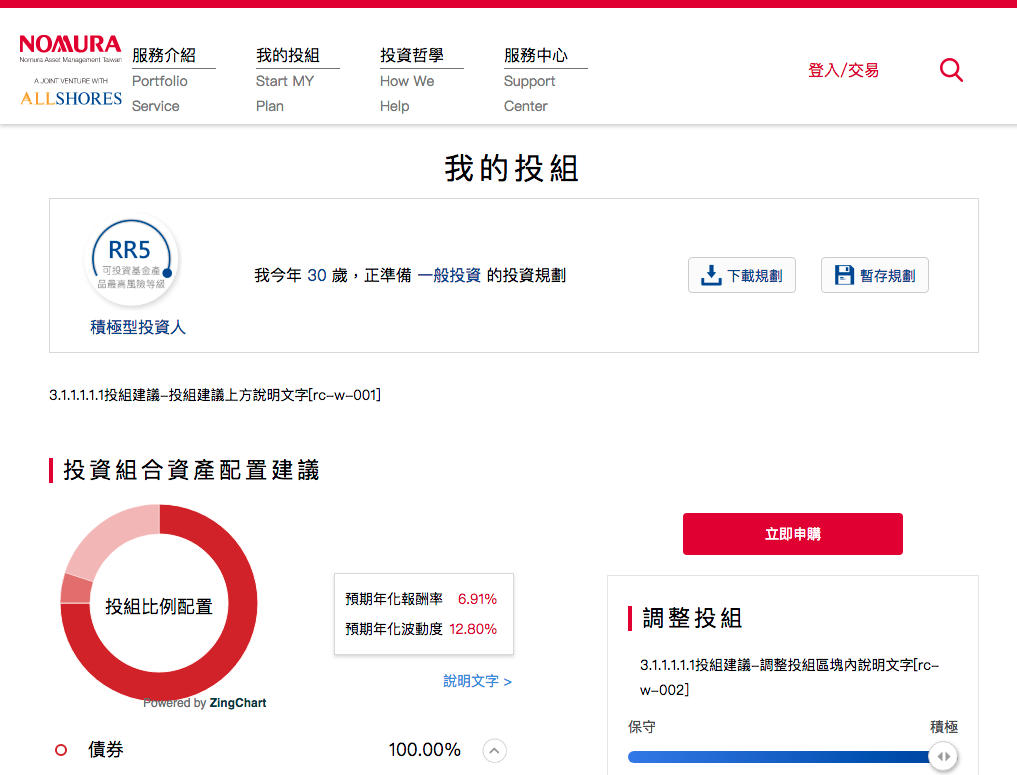 NOMURA
Nomura Asset Management Taiwan
A JOINT VENTURE WITH
ALLSHORES
服務介紹
Portfolio
Service
我的投組
Start MY
Plan
投資哲學
How We
Help
服務中心
Support
Center
登入/交易
我的投組
RR5
可投資基金產
品最高風險等級
積極型投資人
我今年 30 歲，正準備 一般投資 的投資規劃
下載規劃
暫存規劃
3.1.1.1.1.1投組建議-投組建議上方說明文字[rc-w-001]
投資組合資產配置建議
投組比例配置
Powered by ZingChart
預期年化報酬率 6.91%
預期年化波動度 12.80%
說明文字 >
債券 100.00%
立即申購
調整投組
3.1.1.1.1.1投組建議-調整投組區塊內說明文字[rc-
w-002]
保守 積極